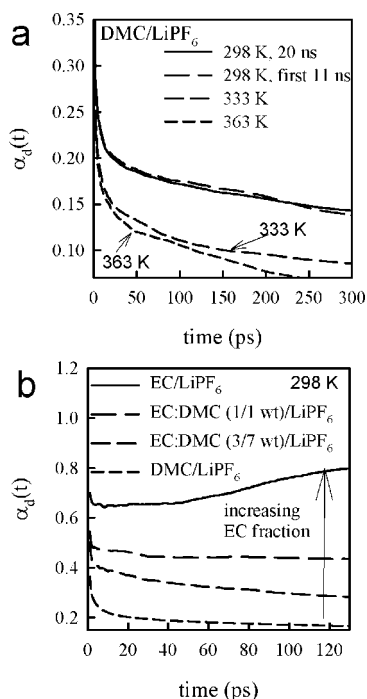 a
DMC/LiPF6
298 K, 20 ns
298 K, first 11 ns
333 K
363 K
0.35
0.30
0.25
0.20
0.15
0.10
αd(t)
333 K
363 K
0 50 100 150 200 250 300
time (ps)
b
EC/LiPF6 298 K
EC:DMC (1/1 wt)/LiPF6
EC:DMC (3/7 wt)/LiPF6
DMC/LiPF6
1.2
1.0
0.8
0.6
0.4
0.2
αd(t)
increasing
EC fraction
0 20 40 60 80 100 120
time (ps)